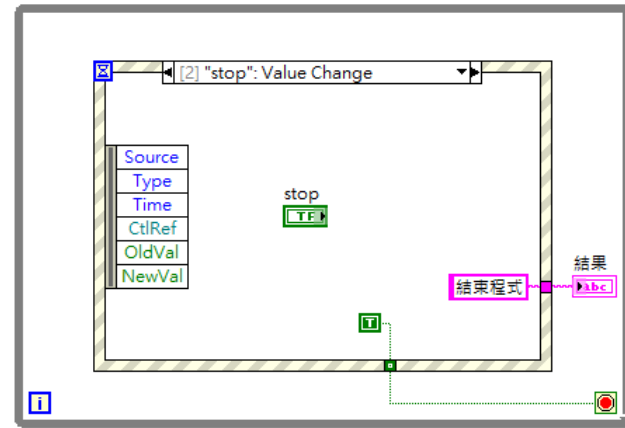 [2] "stop": Value Change
Source
Type
Time
CtlRef
OldVal
NewVal
stop
TF
結果
結束程式
abc
T
i